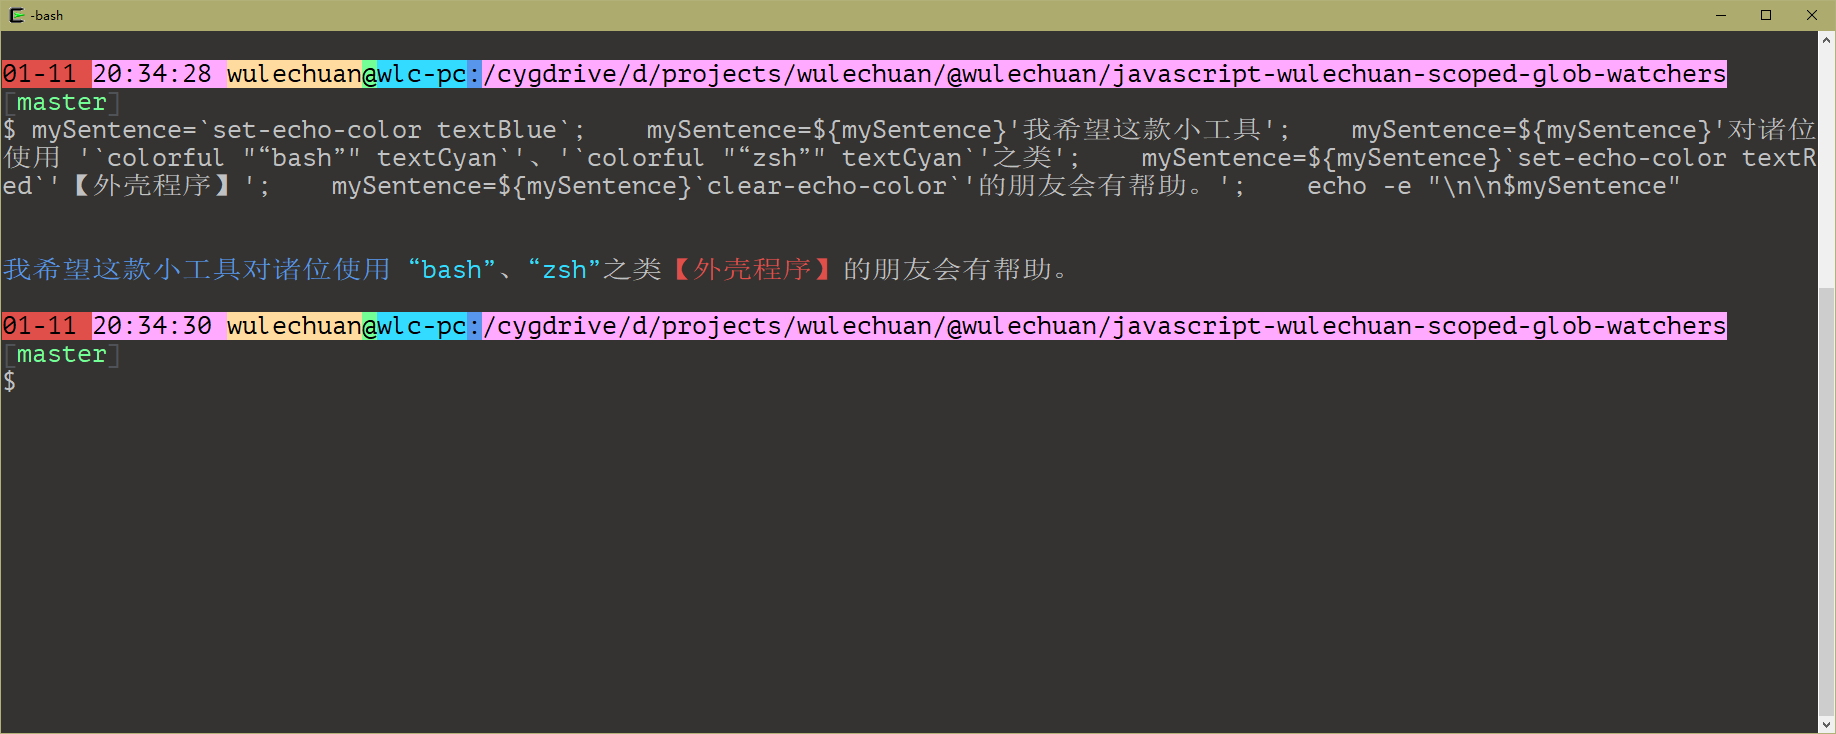 -bash
01-11 20:34:28 wulechuan@wlc-pc:/cygdrive/d/projects/wulechuan/@wulechuan/javascript-wulechuan-scoped-glob-watchers
[master]
$ mySentence=`set-echo-color textBlue`;    mySentence=${mySentence}'我希望这款小工具';    mySentence=${mySentence}'对诸位
使用 '`colorful "“bash”" textCyan`'、'`colorful "“zsh”" textCyan`'之类';    mySentence=${mySentence}`set-echo-color textR
ed`'【外壳程序】';    mySentence=${mySentence}`clear-echo-color`'的朋友会有帮助。';    echo -e "\n\n$mySentence"
我希望这款小工具对诸位使用 “bash”、“zsh”之类【外壳程序】的朋友会有帮助。
01-11 20:34:30 wulechuan@wlc-pc:/cygdrive/d/projects/wulechuan/@wulechuan/javascript-wulechuan-scoped-glob-watchers
[master]
$